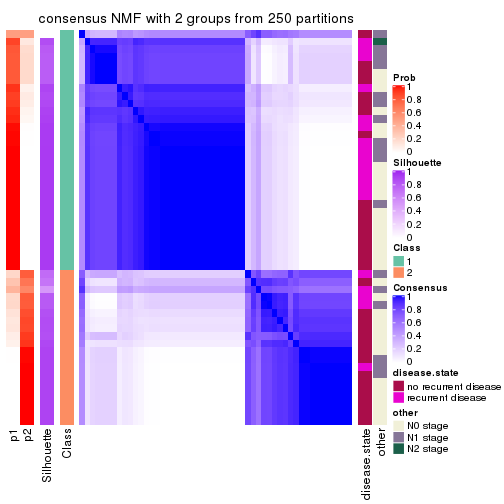 consensus NMF with 2 groups from 250 partitions
Prob
1
0.8
0.6
0.4
0.2
0
Silhouette
1
0.8
0.6
0.4
0.2
0
Class
1
2
Consensus
1
0.8
0.6
0.4
0.2
0
disease.state
no recurrent disease
recurrent disease
other
N0 stage
N1 stage
N2 stage
p1
p2
Silhouette
Class
disease.state
other